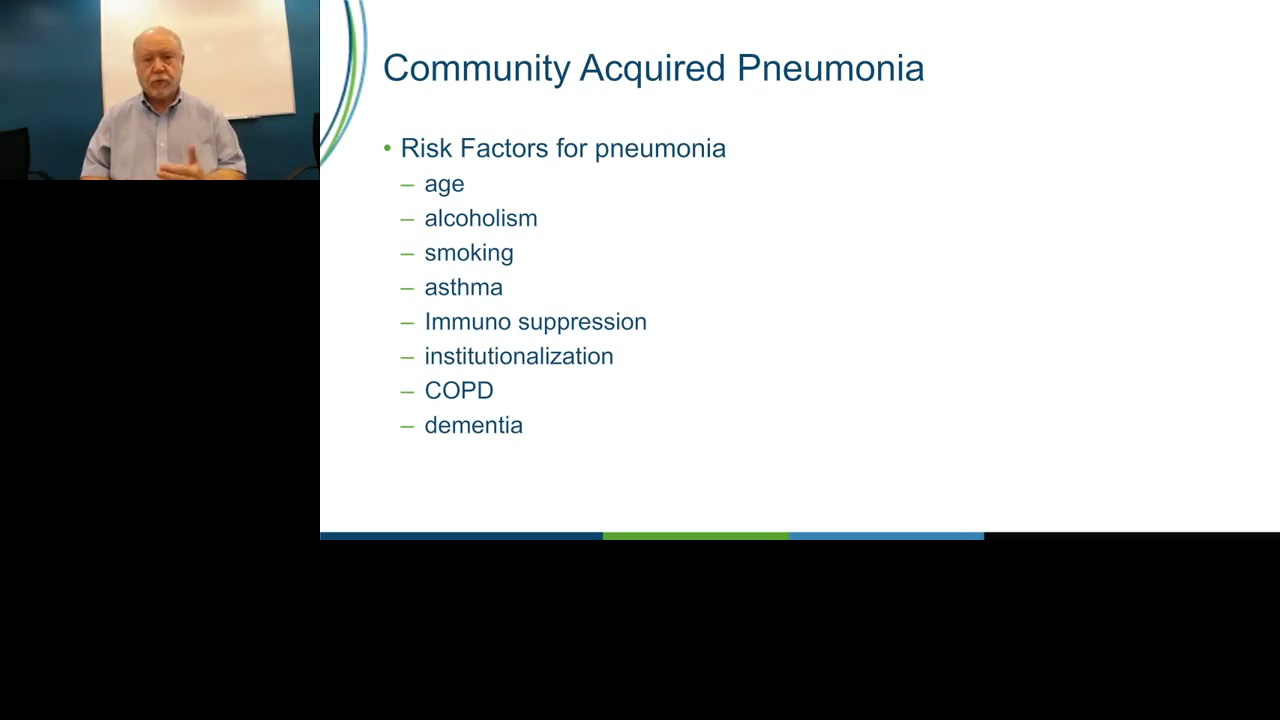 Community Acquired Pneumonia
• Risk Factors for pneumonia
– age
– alcoholism
– smoking
– asthma
– Immuno suppression
– institutionalization
– COPD
– dementia